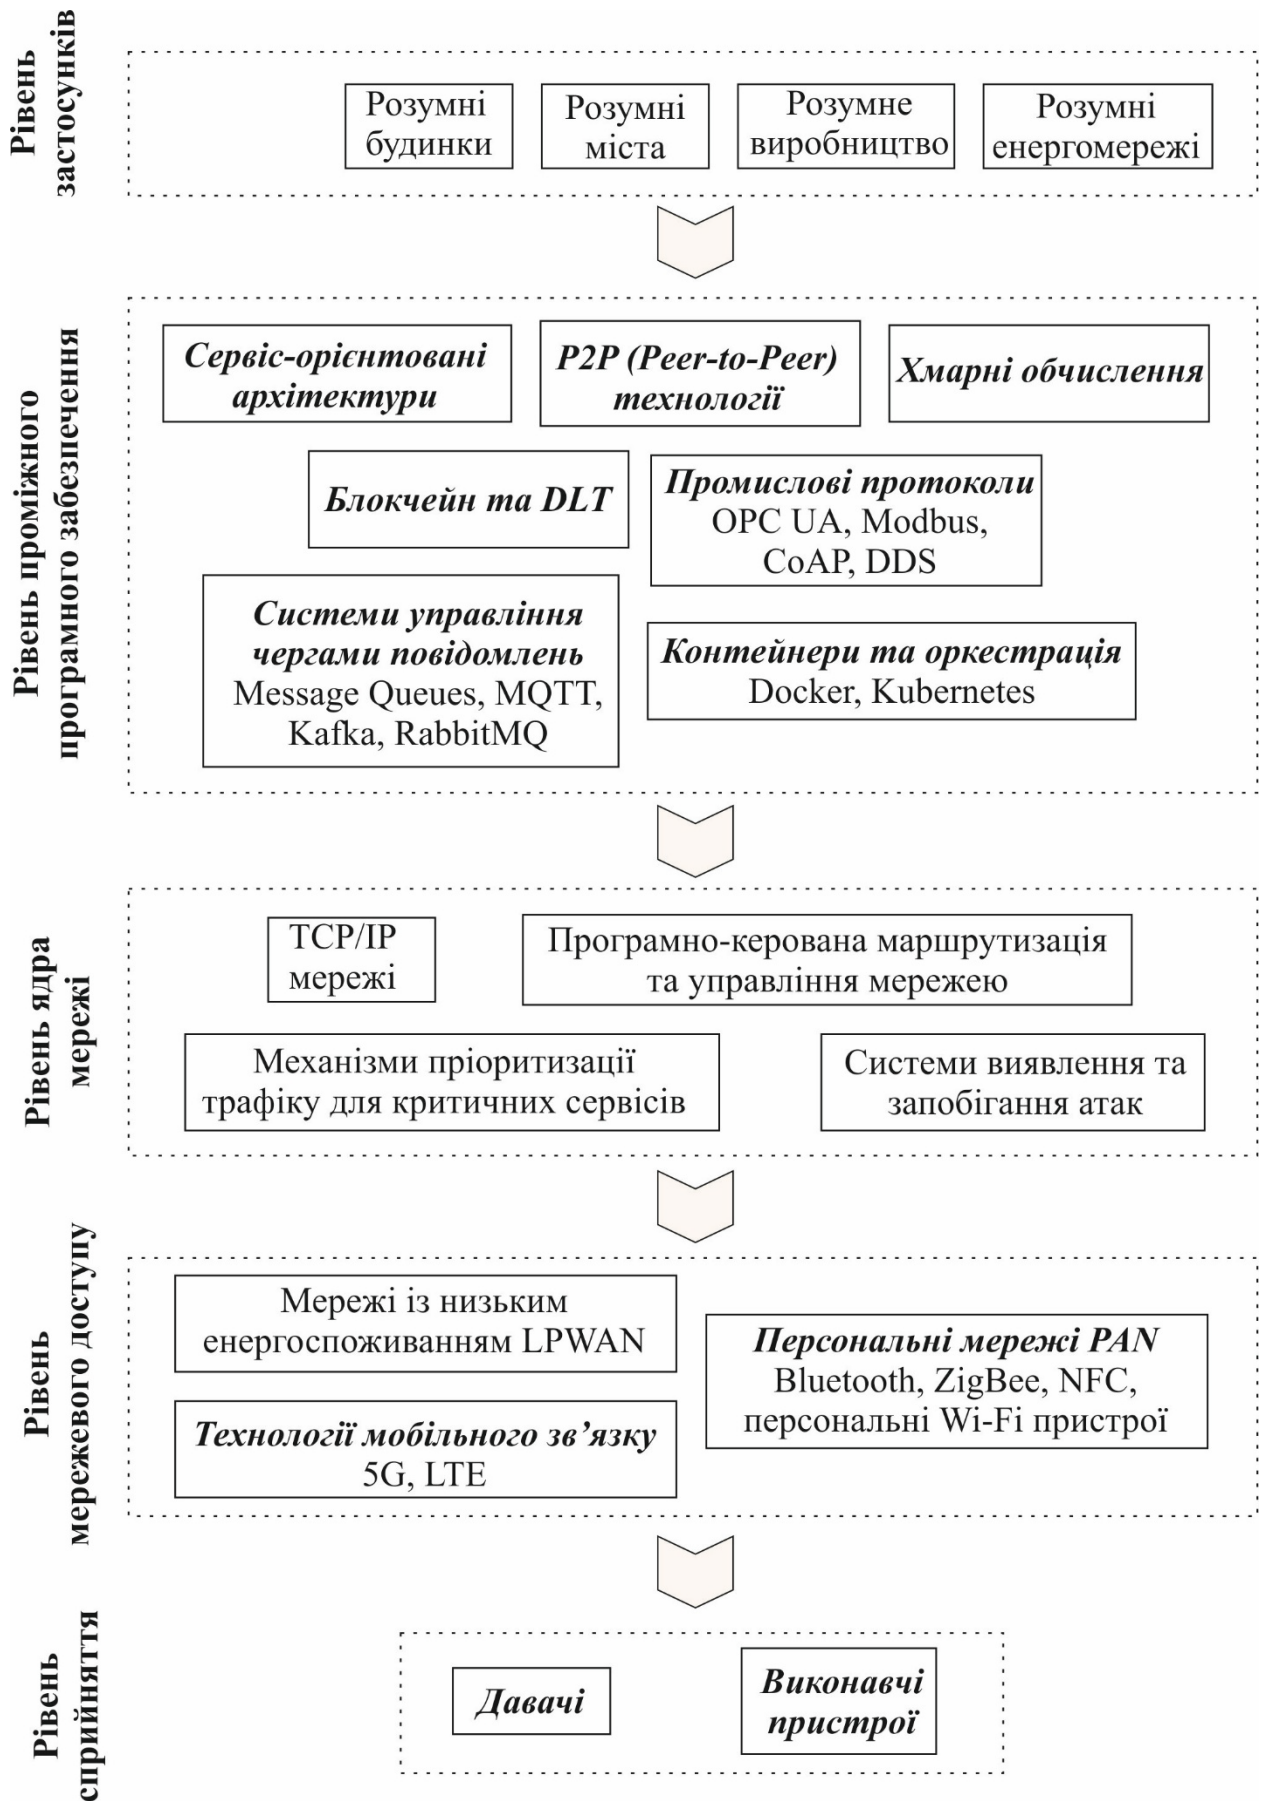 Рівень
застосунків
Розумні
будинки
Розумні
міста
Розумне
виробництво
Розумні
енергомережі
Рівень проміжного
програмного забезпечення
Сервіс-орієнтовані
архітектури
P2P (Peer-to-Peer)
технології
Хмарні обчислення
Блокчейн та DLT
Промислові протоколи
OPC UA, Modbus,
CoAP, DDS
Системи управління
чергами повідомлень
Message Queues, MQTT,
Kafka, RabbitMQ
Контейнери та оркестрація
Docker, Kubernetes
Рівень ядра
мережі
TCP/IP
мережі
Програмно-керована маршрутизація
та управління мережею
Механізми пріоритизації
трафіку для критичних сервісів
Системи виявлення та
запобігання атак
Рівень
мережевого доступу
Мережі із низьким
енергоспоживанням LPWAN
Персональні мережі PAN
Bluetooth, ZigBee, NFC,
персональні Wi-Fi пристрої
Технології мобільного зв’язку
5G, LTE
Рівень
сприйняття
Давачі
Виконавчі
пристрої